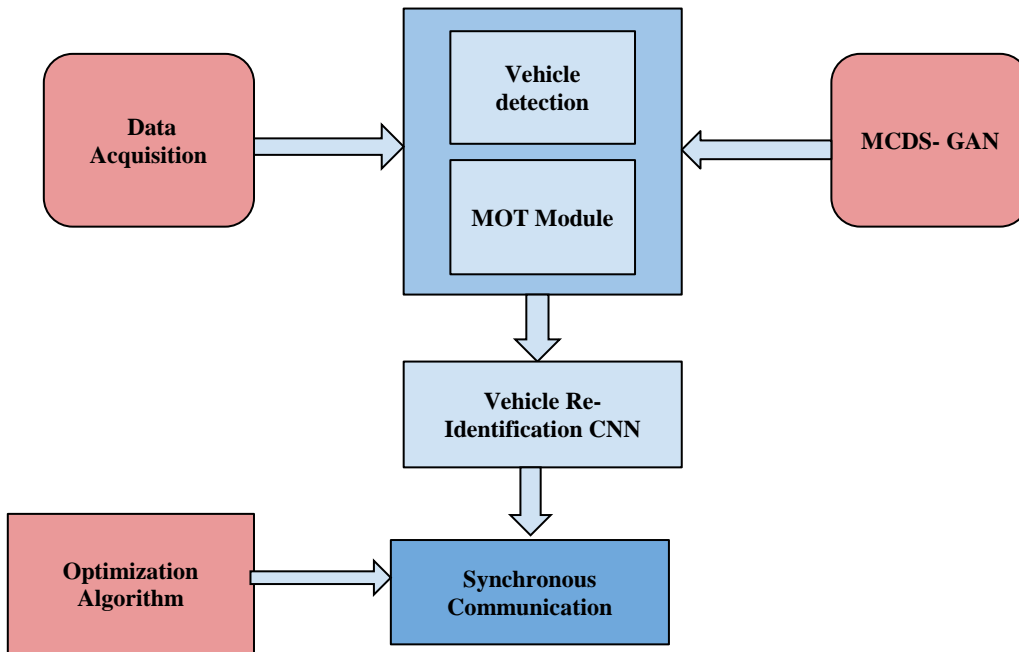 Vehicle
detection
Data
Acquisition
MCDS- GAN
MOT Module
Vehicle Re-
Identification CNN
Optimization
Algorithm
Synchronous
Communication